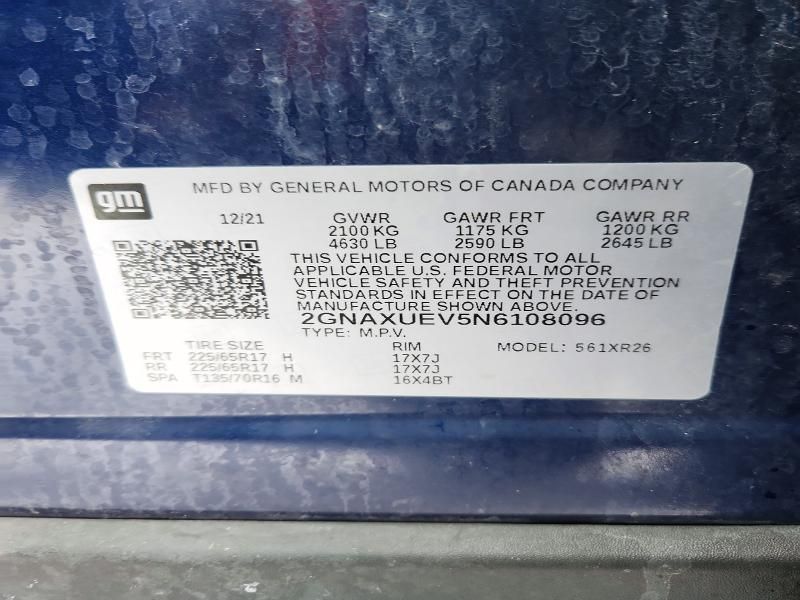 gm
MFD BY GENERAL MOTORS OF CANADA COMPANY
12/21 GVWR GAWR FRT GAWR RR
2100 KG 1175 KG 1200 KG
4630 LB 2590 LB 2645 LB
THIS VEHICLE CONFORMS TO ALL
APPLICABLE U.S. FEDERAL MOTOR
VEHICLE SAFETY AND THEFT PREVENTION
STANDARDS IN EFFECT ON THE DATE OF
MANUFACTURE SHOWN ABOVE.
2GNAXUEV5N6108096
TYPE: M.P.V.
TIRE SIZE RIM MODEL: 561XR26
FRT 225/65R17 H 17X7J
RR 225/65R17 H 17X7J
SPA T135/70R16 M 16X4BT